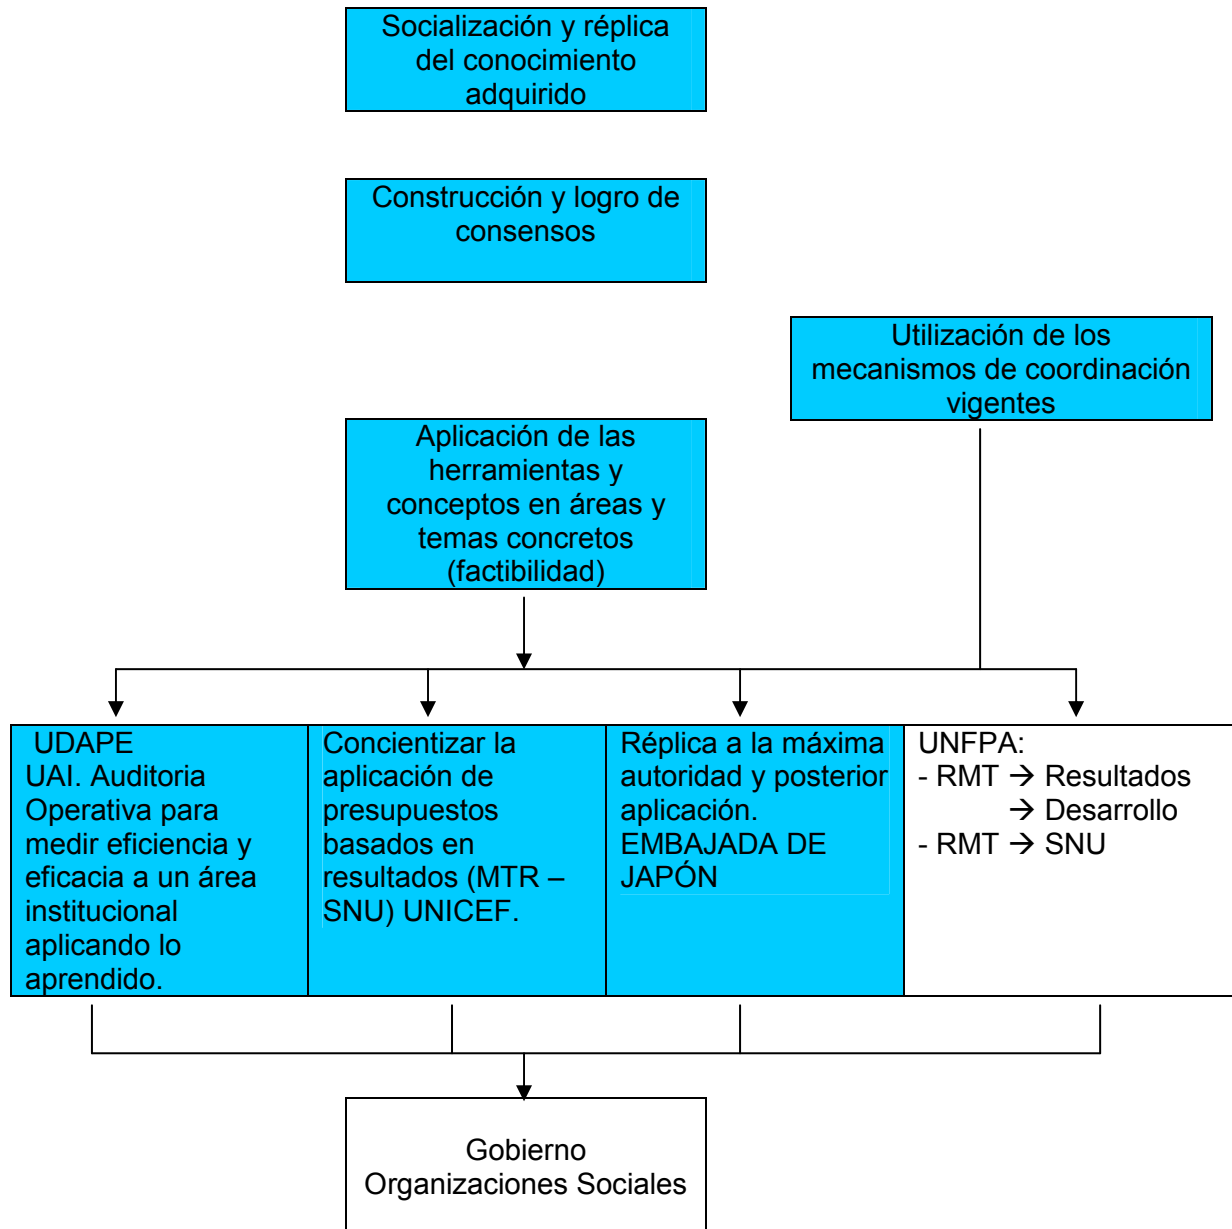 Socialización y réplica
del conocimiento
adquirido
Construcción y logro de
consensos
Utilización de los
mecanismos de coordinación
vigentes
Aplicación de las
herramientas y
conceptos en áreas y
temas concretos
(factibilidad)
UDAPE
UAI. Auditoria
Operativa para
medir eficiencia y
eficacia a un área
institucional
aplicando lo
aprendido.
Concientizar la
aplicación de
presupuestos
basados en
resultados (MTR –
SNU) UNICEF.
Réplica a la máxima
autoridad y posterior
aplicación.
EMBAJADA DE
JAPÓN
UNFPA:
- RMT → Resultados
→ Desarrollo
- RMT → SNU
Gobierno
Organizaciones Sociales